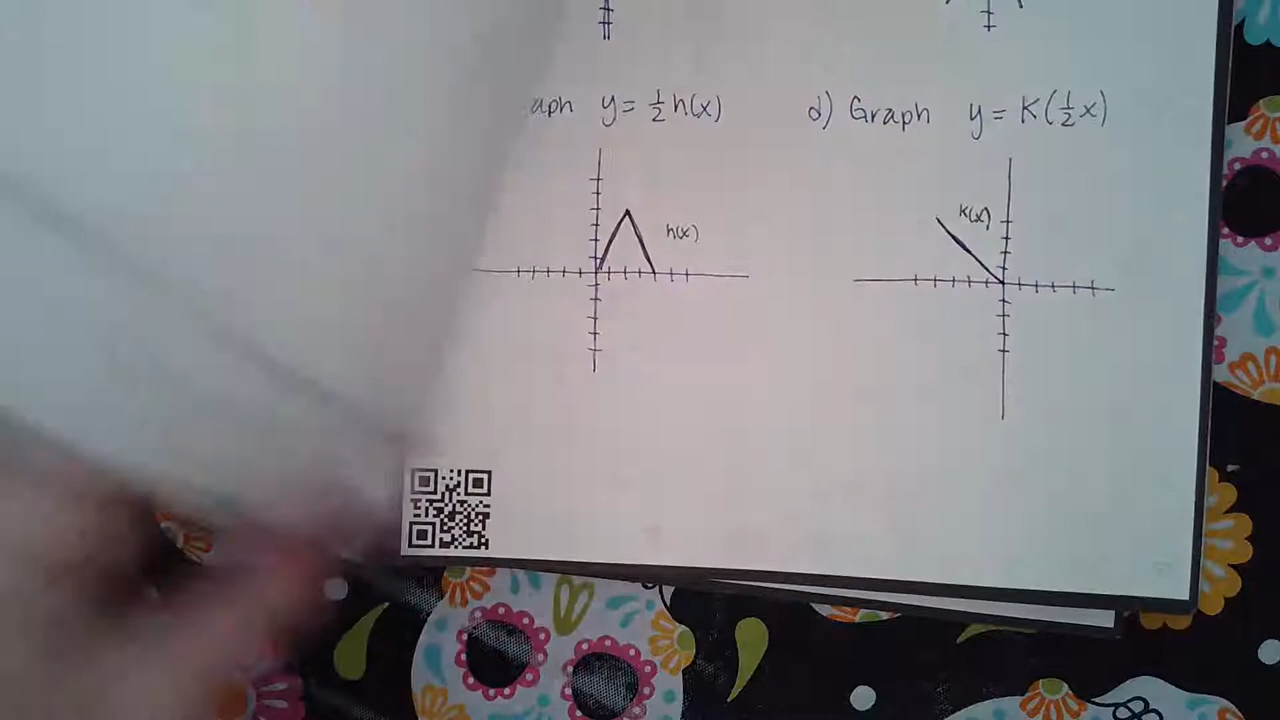 aph y = ½ h(x)
d) Graph y = K(½x)
h(x)
K(x)